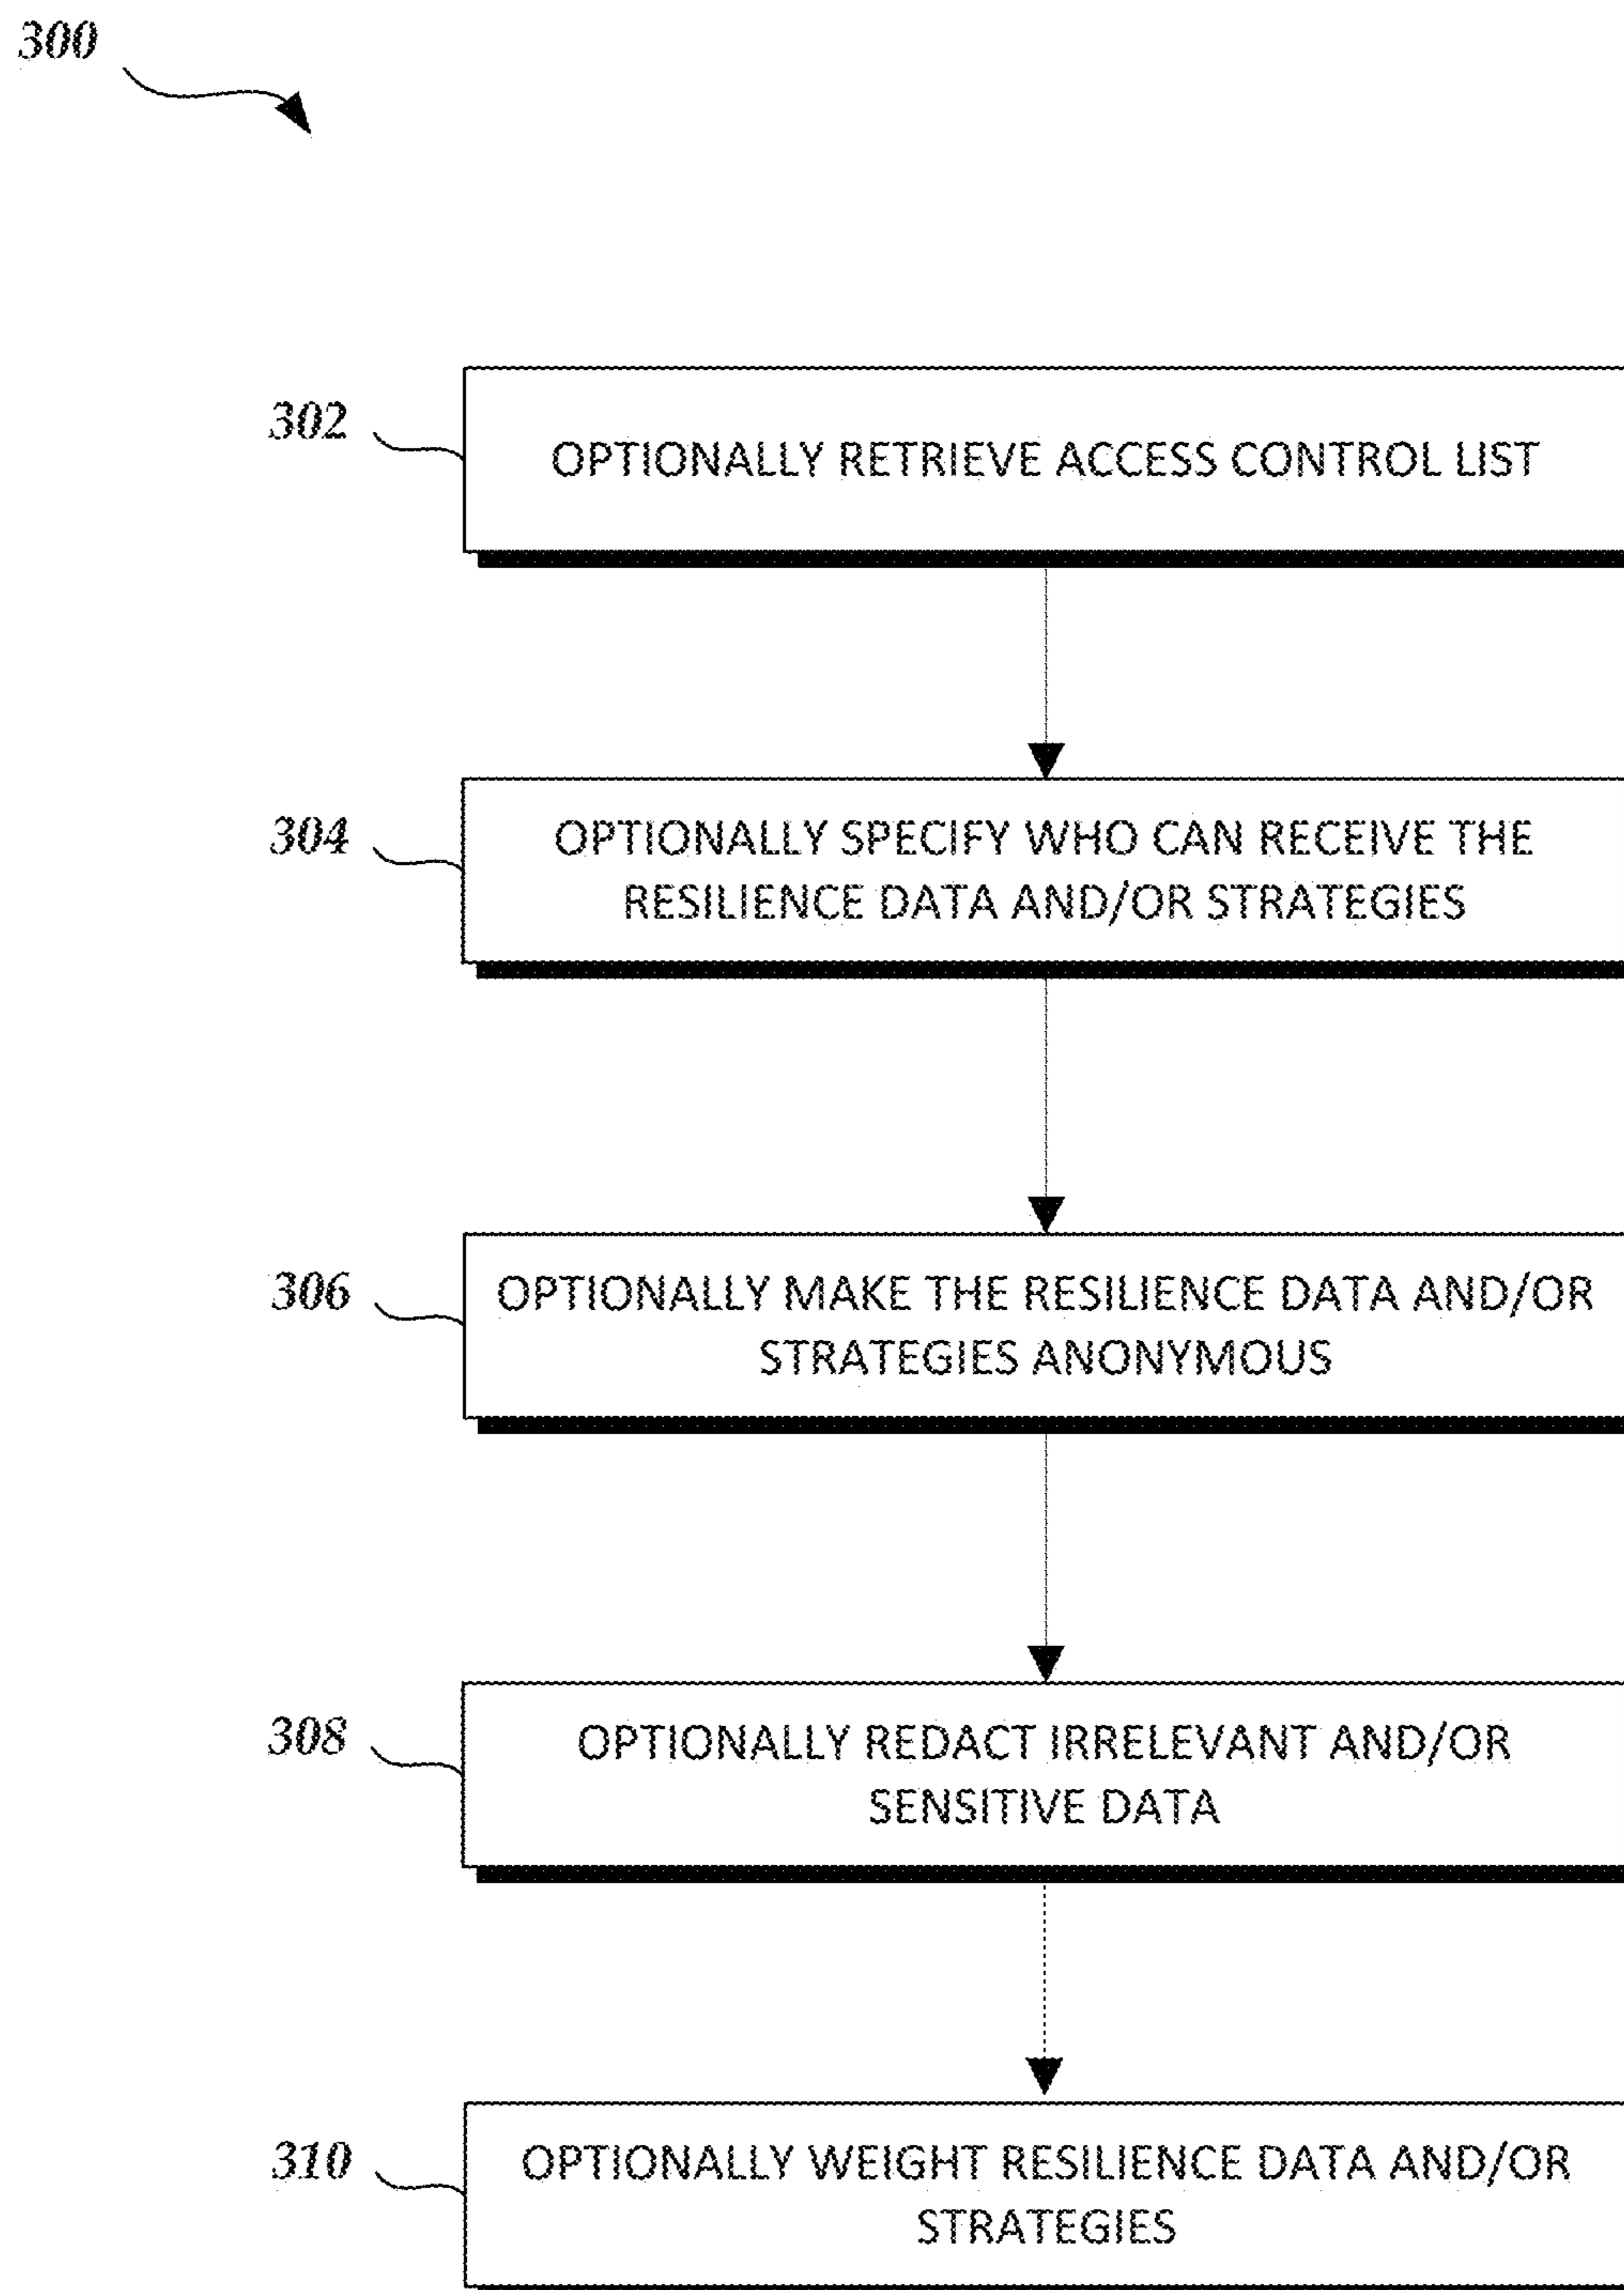 300
302
OPTIONALLY RETRIEVE ACCESS CONTROL LIST
304
OPTIONALLY SPECIFY WHO CAN RECEIVE THE
RESILIENCE DATA AND/OR STRATEGIES
306
OPTIONALLY MAKE THE RESILIENCE DATA AND/OR
STRATEGIES ANONYMOUS
308
OPTIONALLY REDACT IRRELEVANT AND/OR
SENSITIVE DATA
310
OPTIONALLY WEIGHT RESILIENCE DATA AND/OR
STRATEGIES